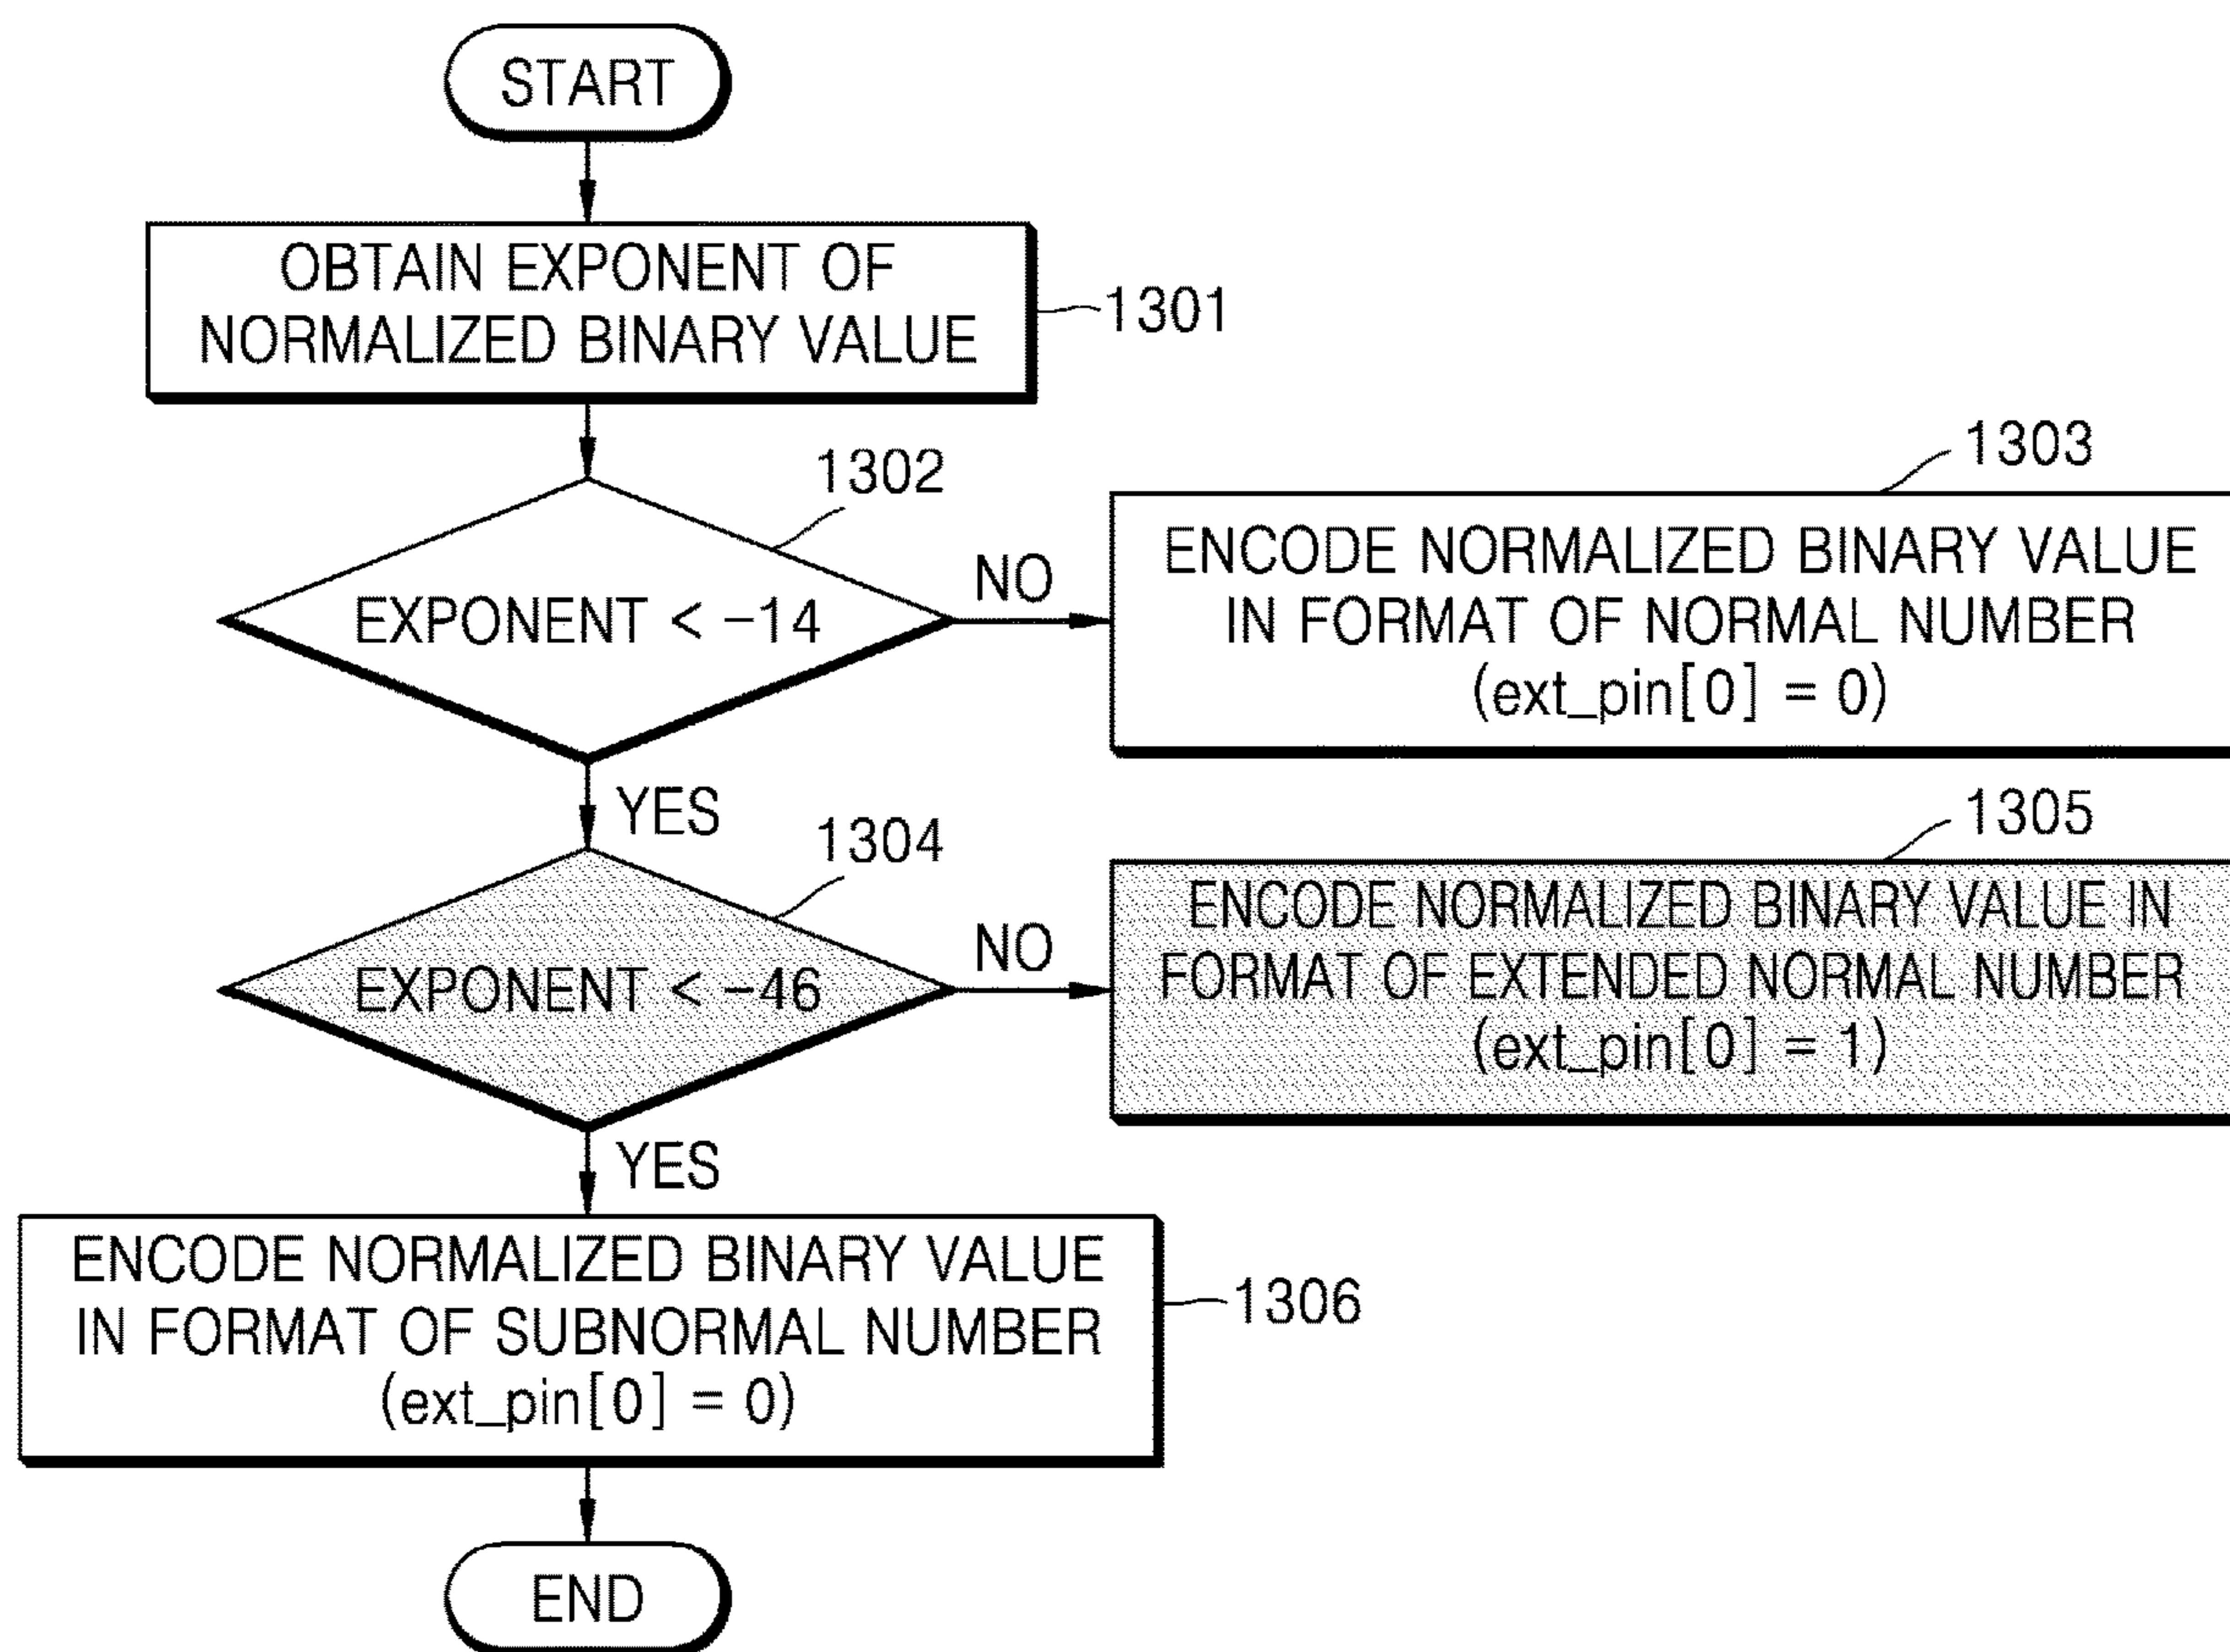 START
OBTAIN EXPONENT OF
NORMALIZED BINARY VALUE
1301
1302
EXPONENT < −14
NO
1303
ENCODE NORMALIZED BINARY VALUE
IN FORMAT OF NORMAL NUMBER
(ext_pin[0] = 0)
YES
1304
EXPONENT < −46
NO
1305
ENCODE NORMALIZED BINARY VALUE IN
FORMAT OF EXTENDED NORMAL NUMBER
(ext_pin[0] = 1)
YES
ENCODE NORMALIZED BINARY VALUE
IN FORMAT OF SUBNORMAL NUMBER
(ext_pin[0] = 0)
1306
END